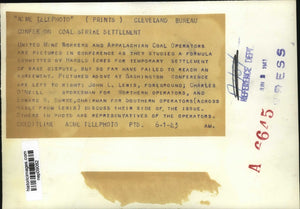 "ACME TELEPHOTO" (PRINTS) CLEVELAND BUREAU
CONFER ON COAL STRIKE SETTLEMENT
UNITED MINE WORKERS AND APPALACHIAN COAL OPERATORS
ARE PICTURED IN CONFERENCE AS THEY STUDIED A FORMULA
SUBMITTED BY HAROLD ICKES FOR TEMPORARY SETTLEMENT
OF WAGE DISPUTE, BUT SO FAR HAVE FAILED TO REACH AN
AGREEMENT. PICTURED ABOVE AT WASHINGTON CONFERENCE
ARE LEFT TO RIGHT: JOHN L. LEWIS, FOREGROUND; CHARLES
O'NEILL, SPOKESMAN FOR NORTHERN OPERATORS, AND
EDWARD R. BURKE, CHAIRMAN FOR SOUTHERN OPERATORS (ACROSS
TABLE FROM LEWIS) DISCUSS THEIR SIDE OF THE ISSUE.
OTHERS IN PHOTO ARE REPRESENTATIVES OF THE OPERATORS.
CREDITLINE ACME TELEPHOTO PTD. 6-1-43 AM.
REFERENCE DEPT.
A 6645
historicimages.com